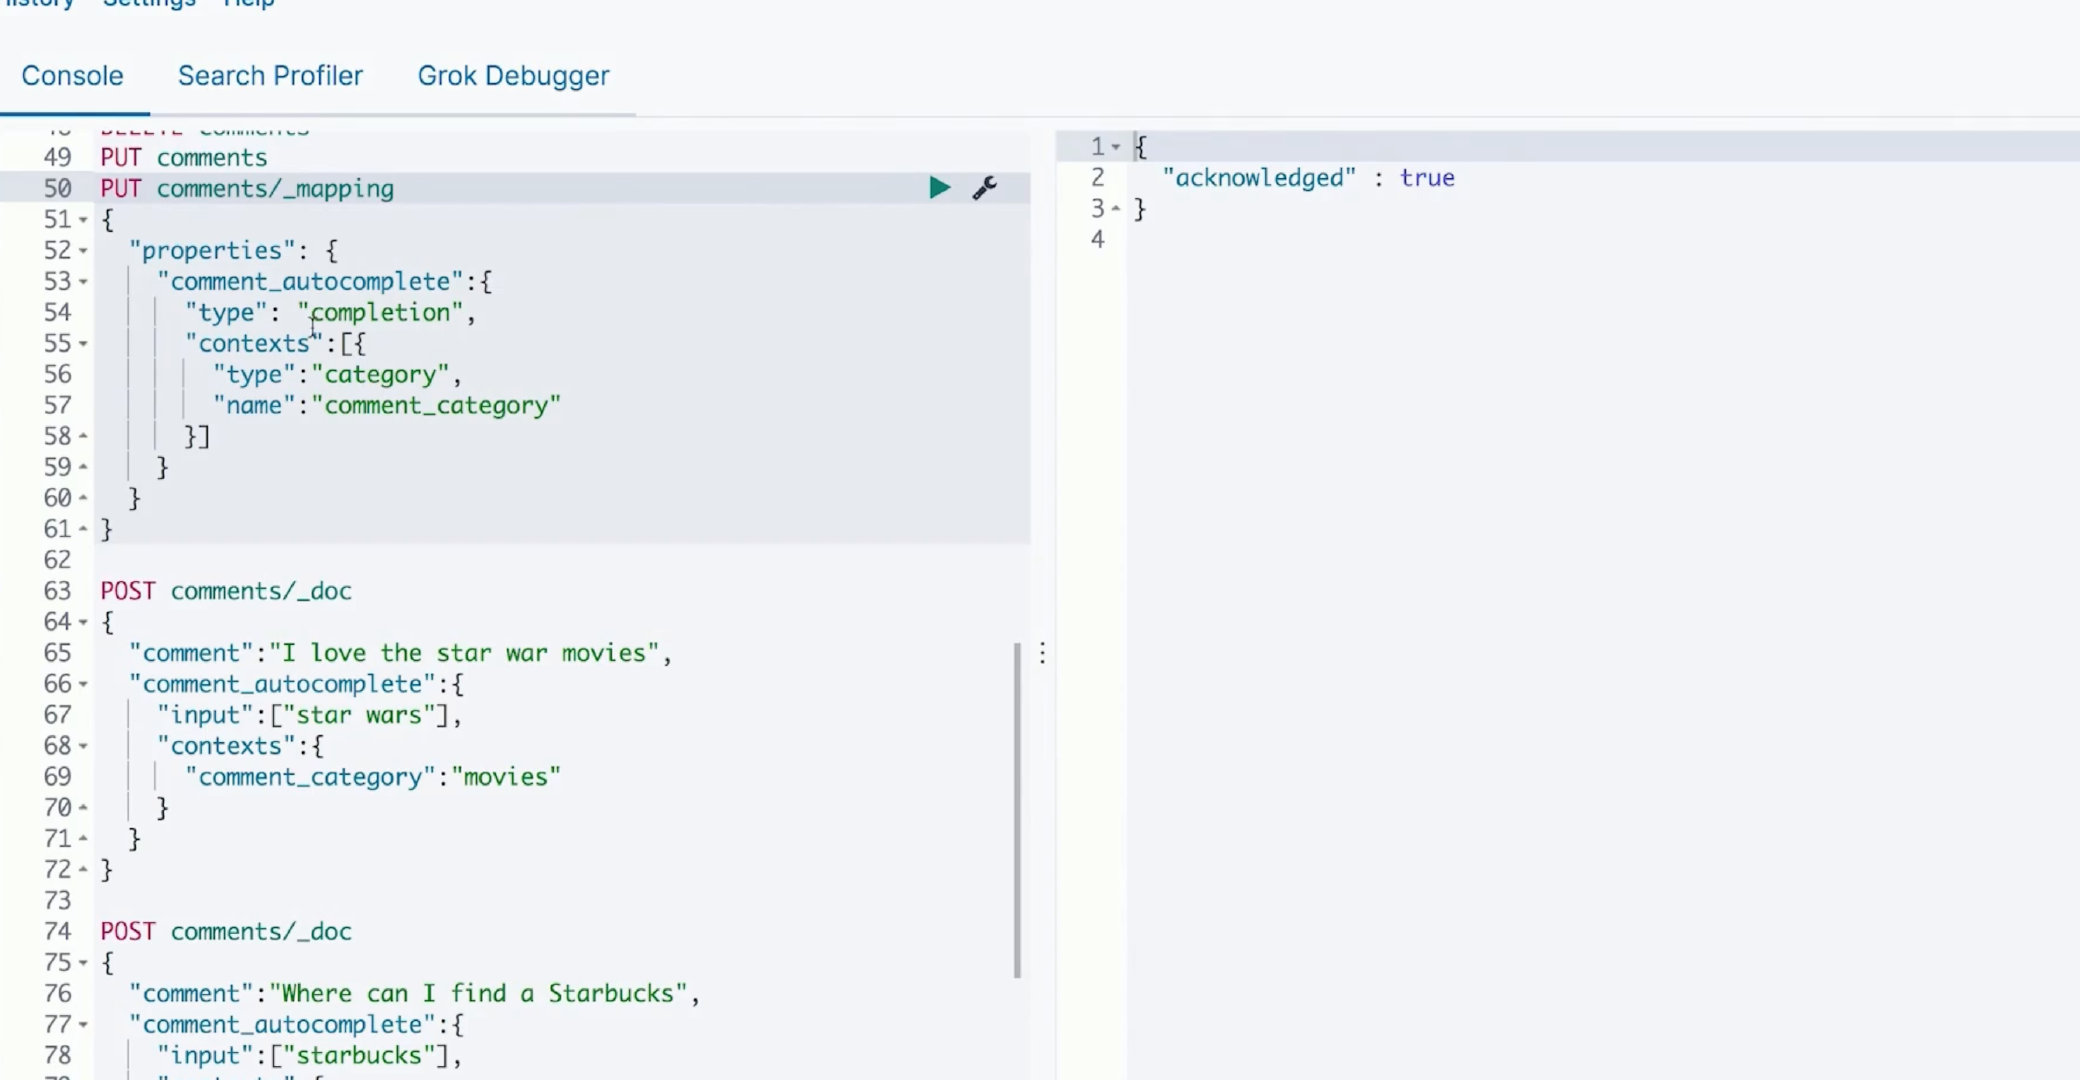 History Settings Help
Console Search Profiler Grok Debugger
48 DELETE comments
49 PUT comments
50 PUT comments/_mapping
51 {
52 "properties": {
53 "comment_autocomplete":{
54 "type": "completion",
55 "contexts":[{
56 "type":"category",
57 "name":"comment_category"
58 }]
59 }
60 }
61 }
62
63 POST comments/_doc
64 {
65 "comment":"I love the star war movies",
66 "comment_autocomplete":{
67 "input":["star wars"],
68 "contexts":{
69 "comment_category":"movies"
70 }
71 }
72 }
73
74 POST comments/_doc
75 {
76 "comment":"Where can I find a Starbucks",
77 "comment_autocomplete":{
78 "input":["starbucks"],
1 {
2 "acknowledged" : true
3 }
4